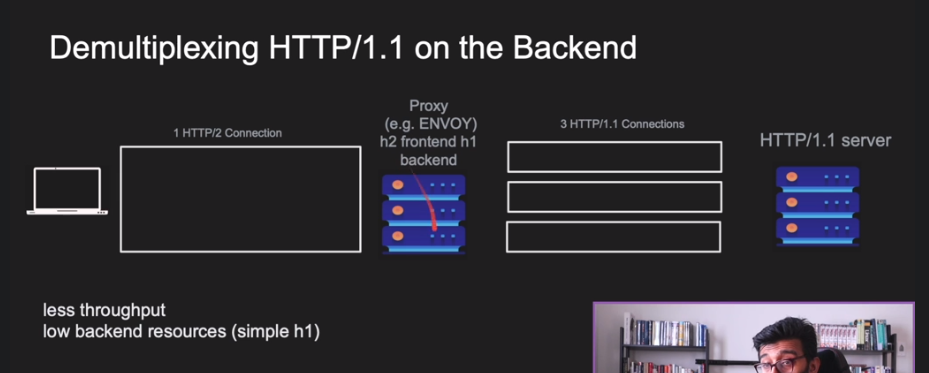 Demultiplexing HTTP/1.1 on the Backend
1 HTTP/2 Connection
Proxy
(e.g. ENVOY)
h2 frontend h1
backend
3 HTTP/1.1 Connections
HTTP/1.1 server
less throughput
low backend resources (simple h1)